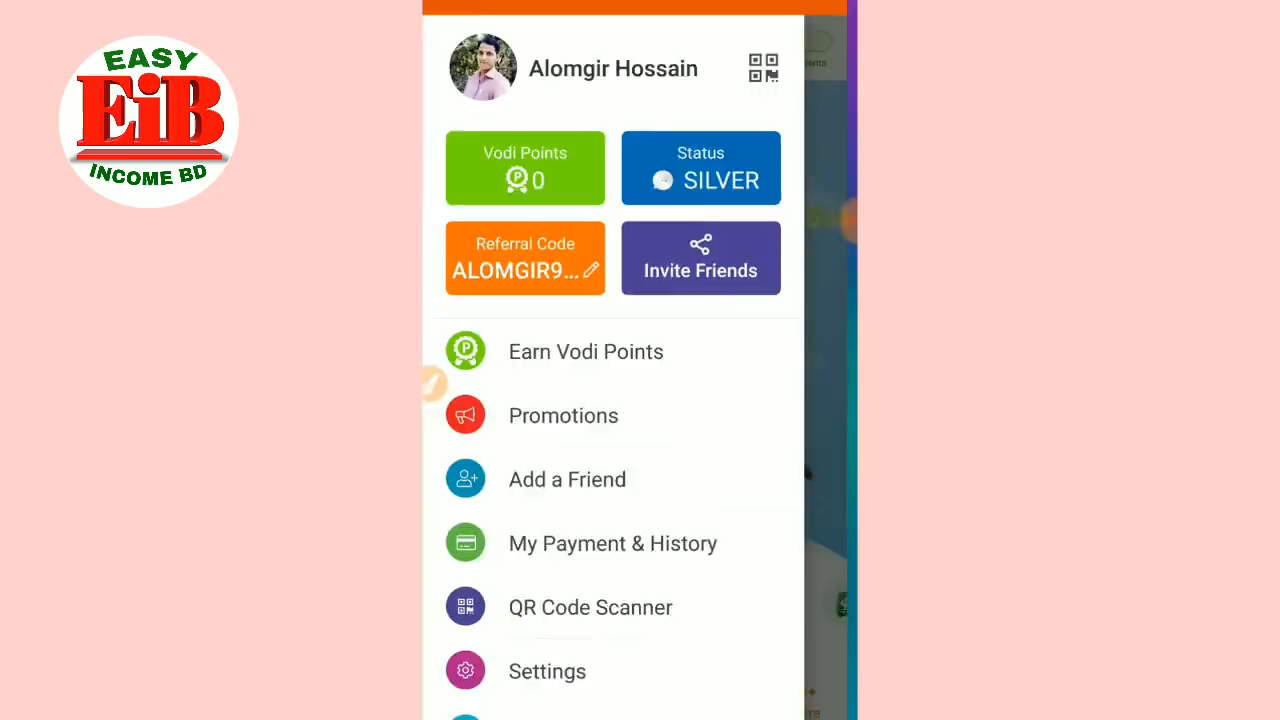 EASY
EiB
INCOME BD
Alomgir Hossain
Vodi Points
0
Status
SILVER
Referral Code
ALOMGIR9...
Invite Friends
Earn Vodi Points
Promotions
Add a Friend
My Payment & History
QR Code Scanner
Settings